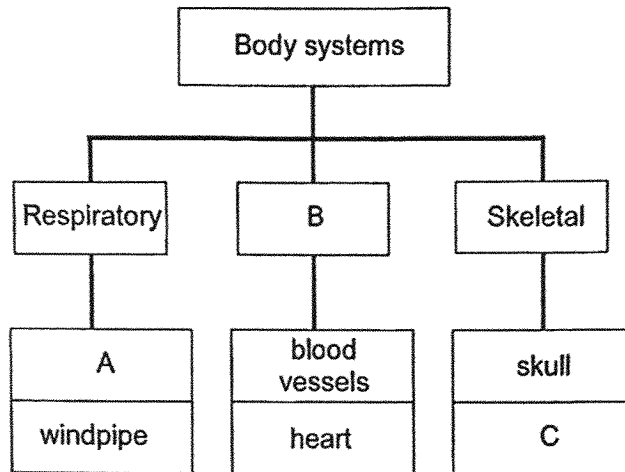 Body systems
Respiratory
B
Skeletal
A
windpipe
blood
vessels
heart
skull
C